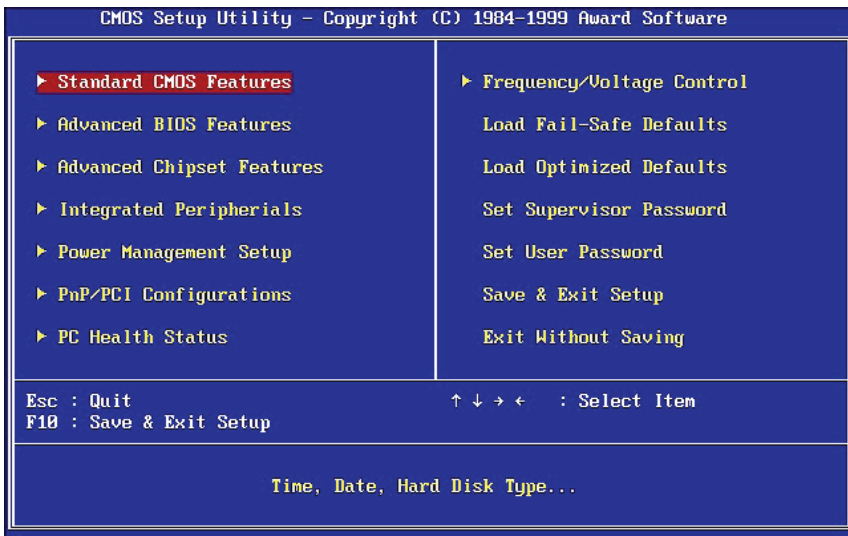 CMOS Setup Utility - Copyright (C) 1984-1999 Award Software
▶ Standard CMOS Features
▶ Advanced BIOS Features
▶ Advanced Chipset Features
▶ Integrated Peripherials
▶ Power Management Setup
▶ PnP/PCI Configurations
▶ PC Health Status
▶ Frequency/Voltage Control
Load Fail-Safe Defaults
Load Optimized Defaults
Set Supervisor Password
Set User Password
Save & Exit Setup
Exit Without Saving
Esc : Quit
F10 : Save & Exit Setup
↑ ↓ → ← : Select Item
Time, Date, Hard Disk Type...